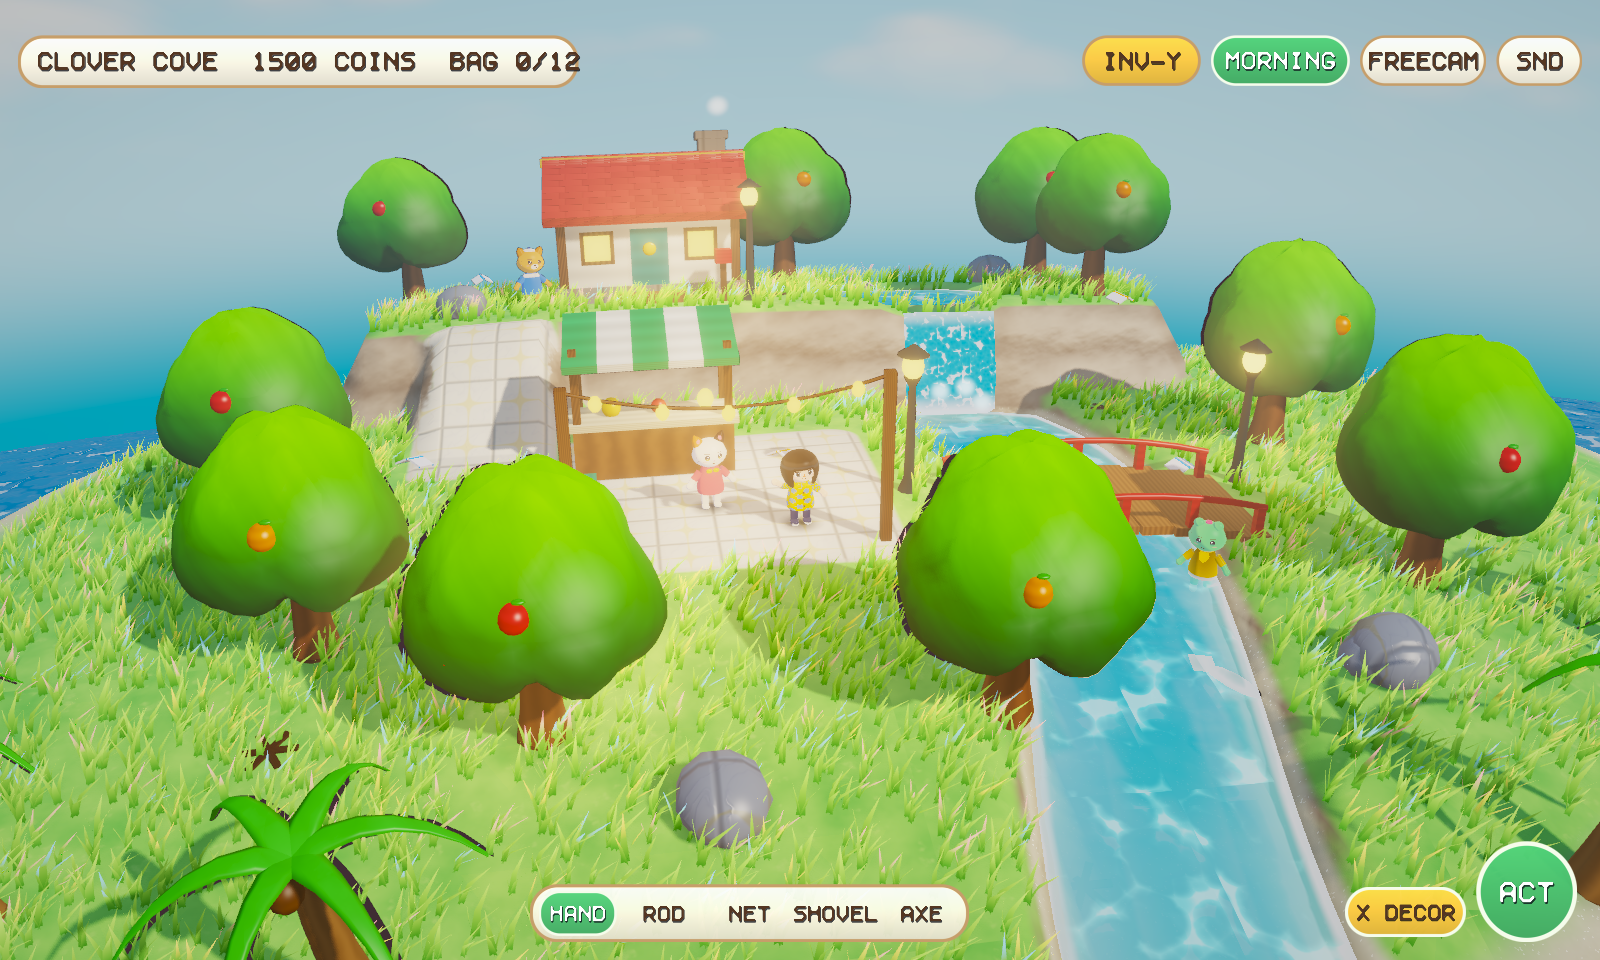 CLOVER COVE 1500 COINS BAG 0/12
INV-Y
MORNING
FREECAM
SND
HAND ROD NET SHOVEL AXE
X DECOR
ACT